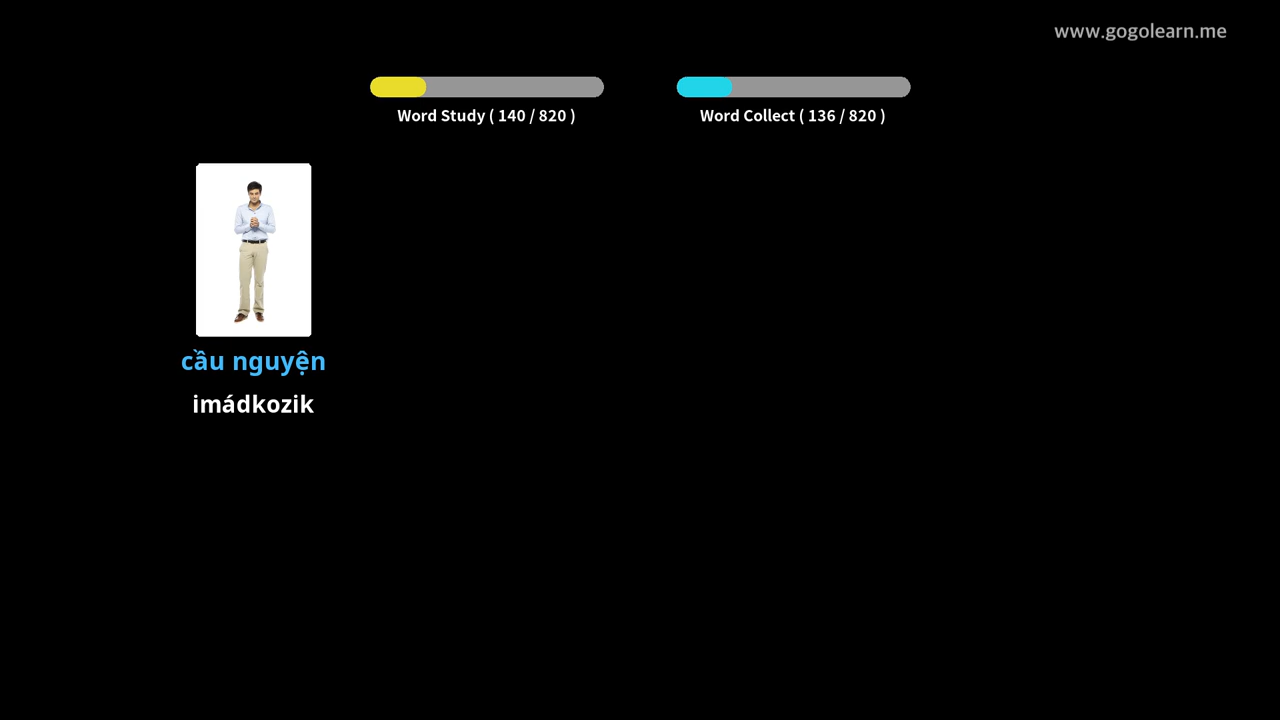 www.gogolearn.me
Word Study ( 140 / 820 )
Word Collect ( 136 / 820 )
cầu nguyện
imádkozik